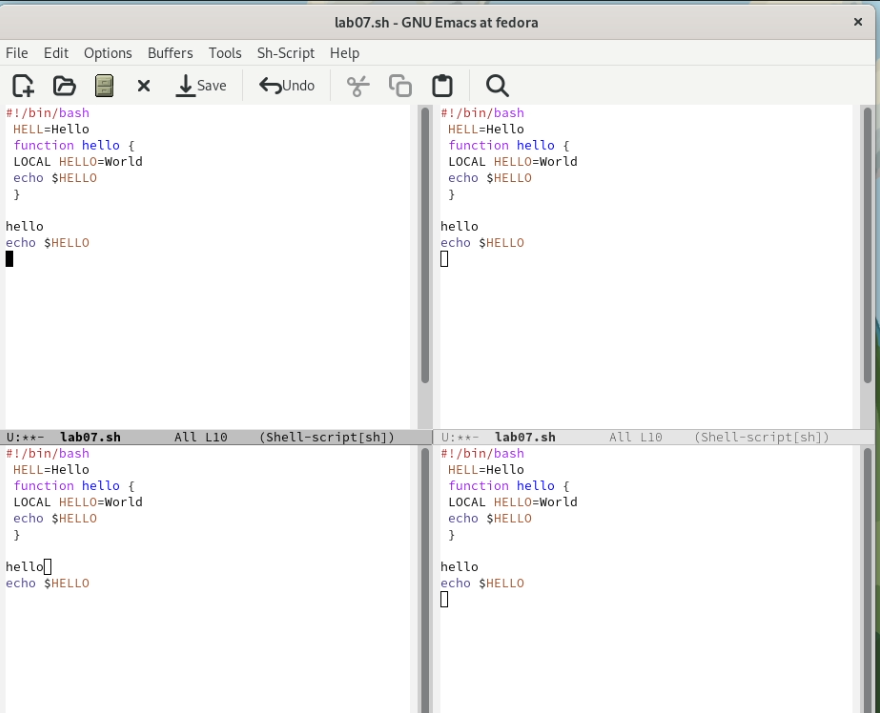 lab07.sh - GNU Emacs at fedora
File Edit Options Buffers Tools Sh-Script Help
Save Undo
#!/bin/bash
HELL=Hello
function hello {
LOCAL HELLO=World
echo $HELLO
}
hello
echo $HELLO
U:**- lab07.sh All L10 (Shell-script[sh])
#!/bin/bash
HELL=Hello
function hello {
LOCAL HELLO=World
echo $HELLO
}
hello
echo $HELLO
U:**- lab07.sh All L10 (Shell-script[sh])
#!/bin/bash
HELL=Hello
function hello {
LOCAL HELLO=World
echo $HELLO
}
hello
echo $HELLO
#!/bin/bash
HELL=Hello
function hello {
LOCAL HELLO=World
echo $HELLO
}
hello
echo $HELLO